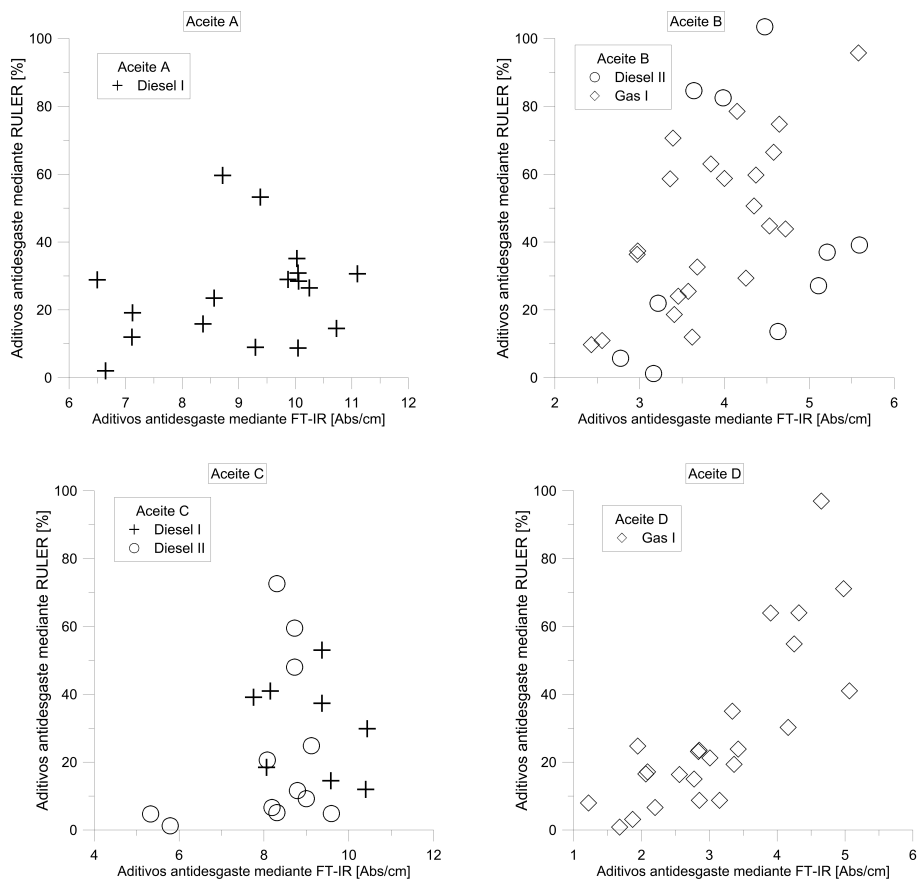 Aceite A
Aditivos antidesgaste mediante RULER [%]
100
80
60
40
20
0
Aceite A
Diesel I
6 7 8 9 10 11 12
Aditivos antidesgaste mediante FT-IR [Abs/cm]
Aceite B
Aditivos antidesgaste mediante RULER [%]
100
80
60
40
20
0
Aceite B
Diesel II
Gas I
2 3 4 5 6
Aditivos antidesgaste mediante FT-IR [Abs/cm]
Aceite C
Aditivos antidesgaste mediante RULER [%]
100
80
60
40
20
0
Aceite C
Diesel I
Diesel II
4 6 8 10 12
Aditivos antidesgaste mediante FT-IR [Abs/cm]
Aceite D
Aditivos antidesgaste mediante RULER [%]
100
80
60
40
20
0
Aceite D
Gas I
1 2 3 4 5 6
Aditivos antidesgaste mediante FT-IR [Abs/cm]